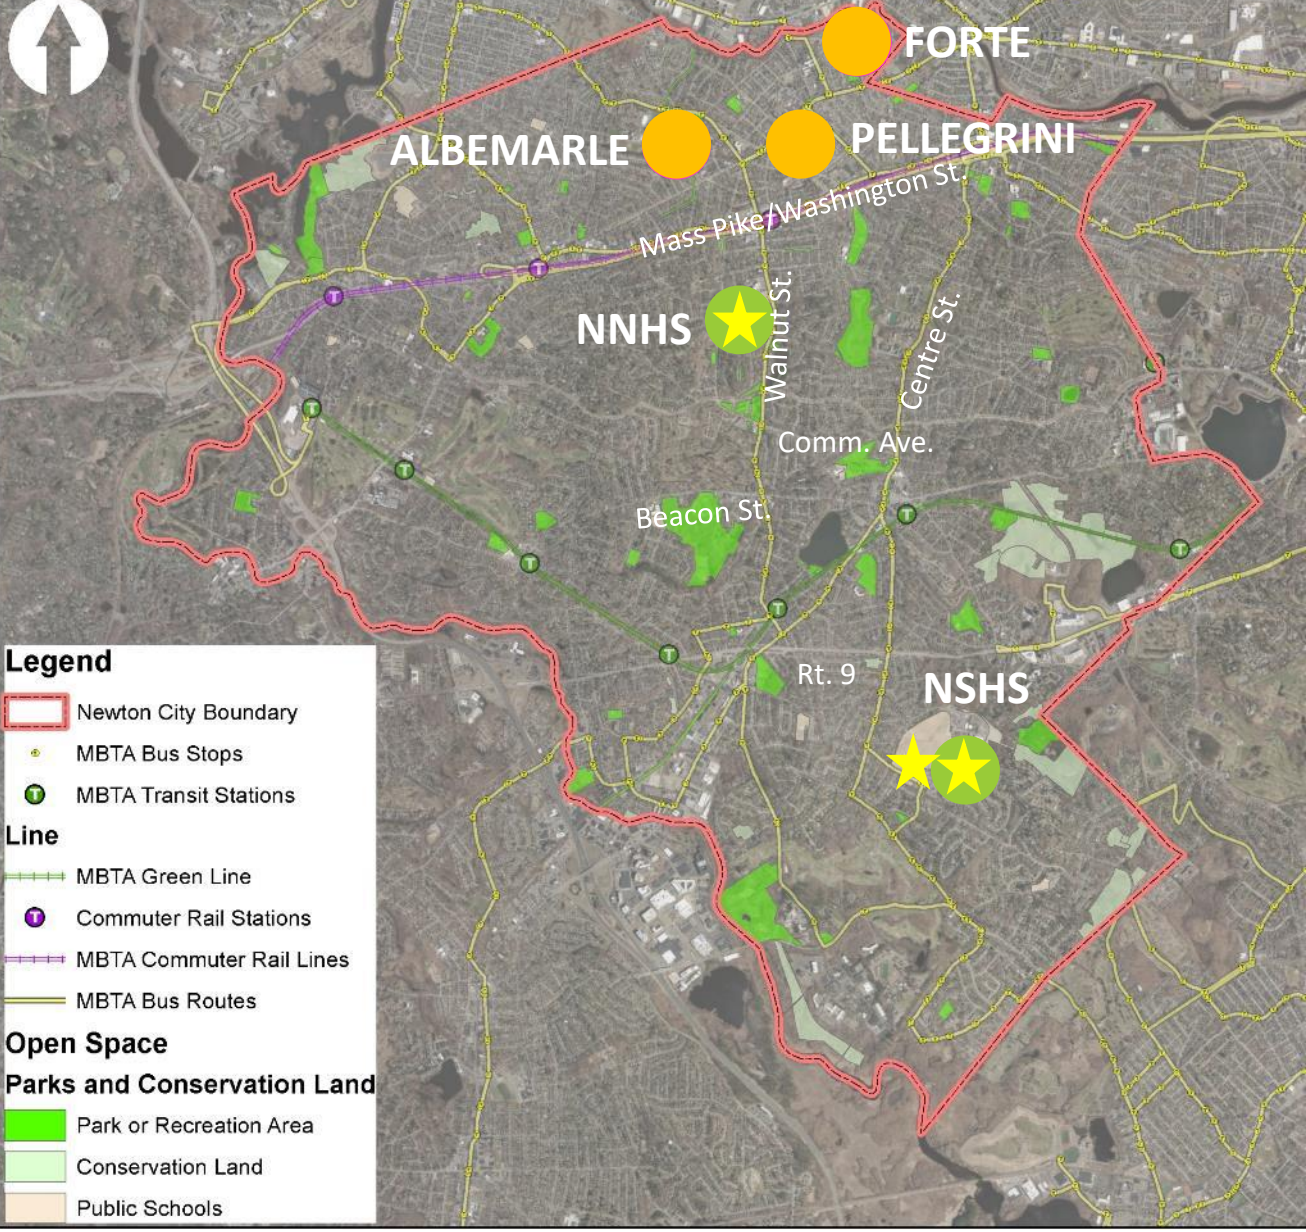 FORTE
ALBEMARLE
PELLEGRINI
Mass Pike/Washington St.
NNHS
Walnut St.
Centre St.
Comm. Ave.
Beacon St.
Rt. 9
NSHS
Legend
Newton City Boundary
MBTA Bus Stops
T MBTA Transit Stations
Line
MBTA Green Line
T Commuter Rail Stations
MBTA Commuter Rail Lines
MBTA Bus Routes
Open Space
Parks and Conservation Land
Park or Recreation Area
Conservation Land
Public Schools